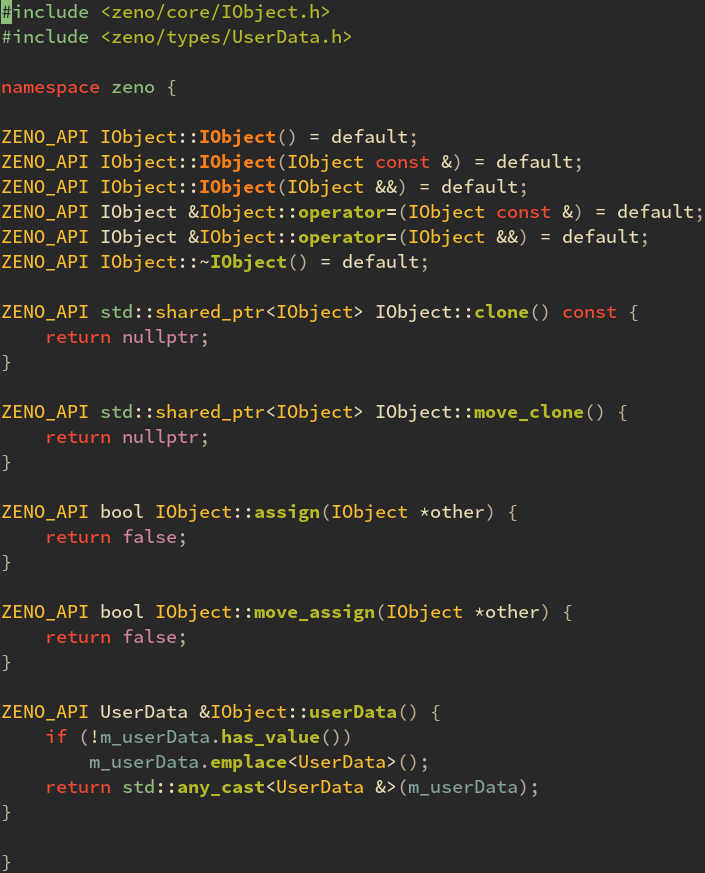 #include <zeno/core/IObject.h>
#include <zeno/types/UserData.h>

namespace zeno {

ZENO_API IObject::IObject() = default;
ZENO_API IObject::IObject(IObject const &) = default;
ZENO_API IObject::IObject(IObject &&) = default;
ZENO_API IObject &IObject::operator=(IObject const &) = default;
ZENO_API IObject &IObject::operator=(IObject &&) = default;
ZENO_API IObject::~IObject() = default;

ZENO_API std::shared_ptr<IObject> IObject::clone() const {
    return nullptr;
}

ZENO_API std::shared_ptr<IObject> IObject::move_clone() {
    return nullptr;
}

ZENO_API bool IObject::assign(IObject *other) {
    return false;
}

ZENO_API bool IObject::move_assign(IObject *other) {
    return false;
}

ZENO_API UserData &IObject::userData() {
    if (!m_userData.has_value())
        m_userData.emplace<UserData>();
    return std::any_cast<UserData &>(m_userData);
}

}